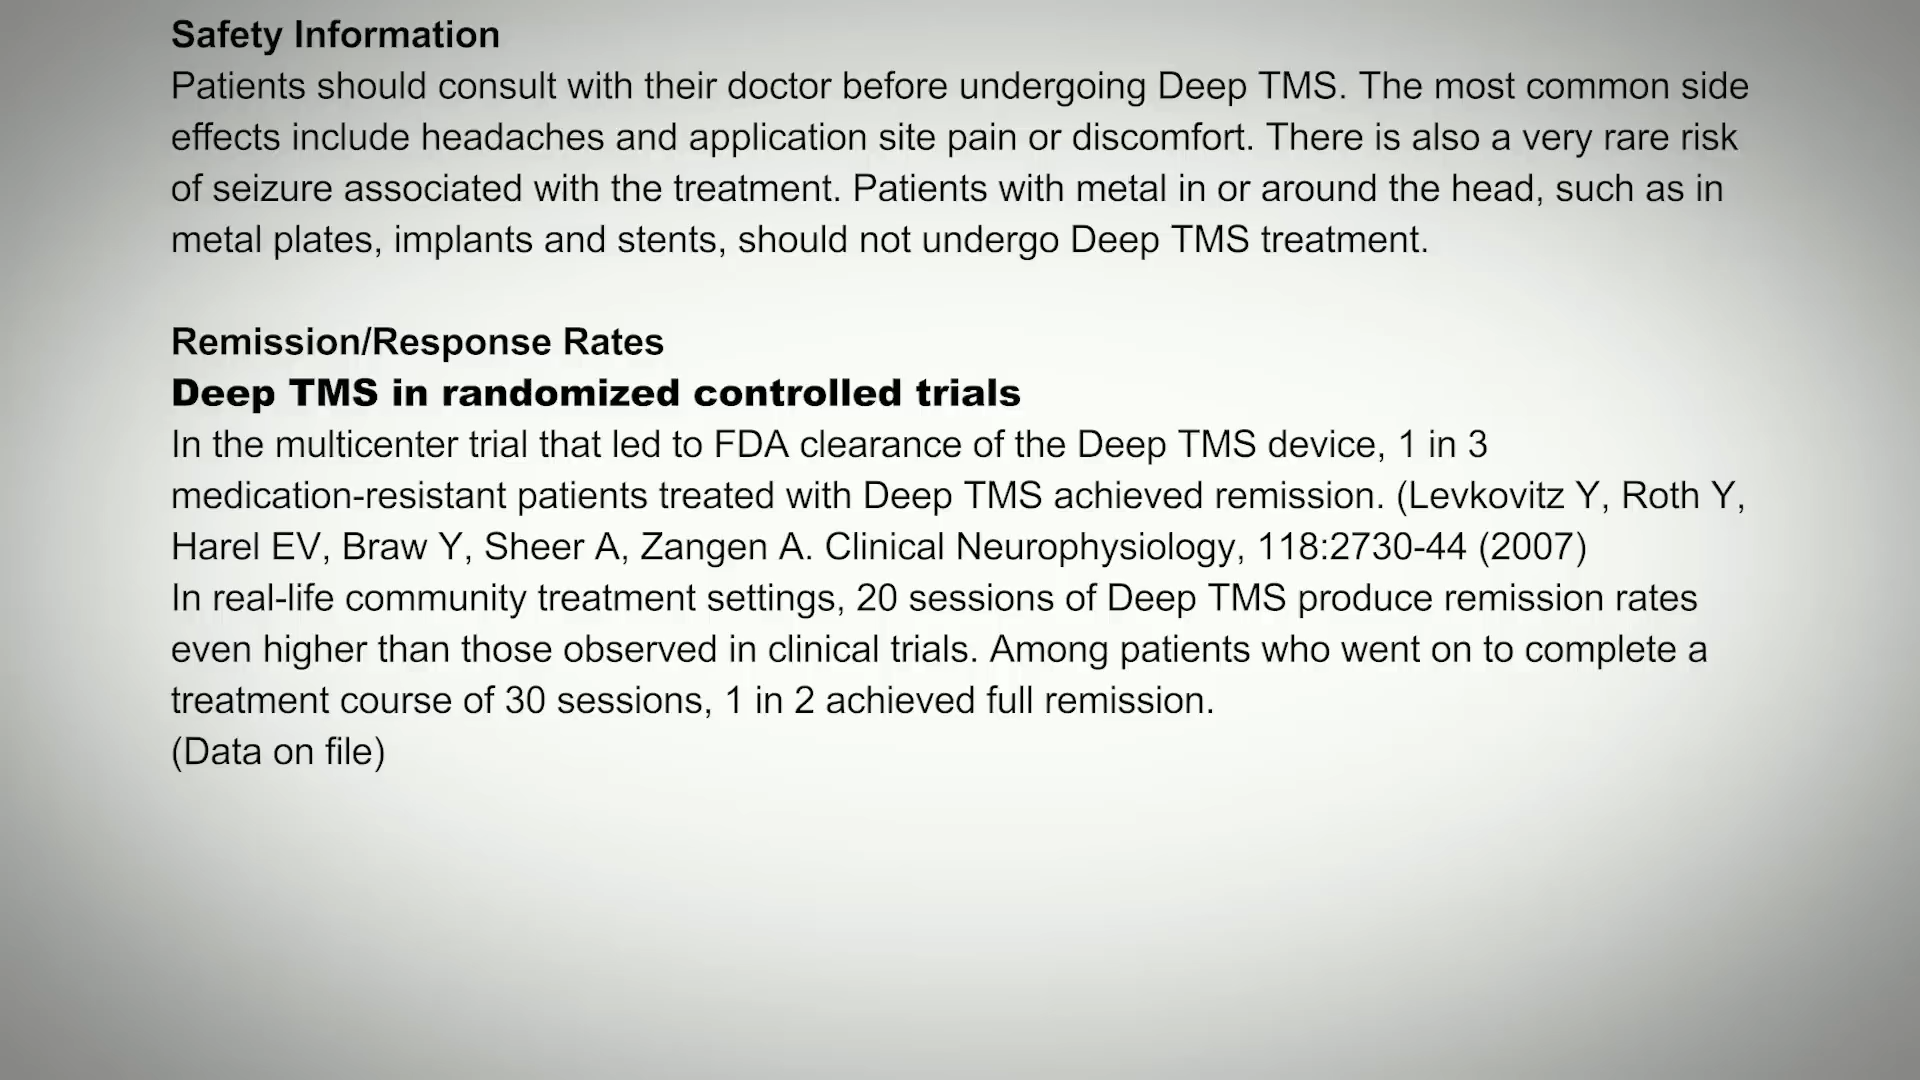 Safety Information
Patients should consult with their doctor before undergoing Deep TMS. The most common side
effects include headaches and application site pain or discomfort. There is also a very rare risk
of seizure associated with the treatment. Patients with metal in or around the head, such as in
metal plates, implants and stents, should not undergo Deep TMS treatment.
Remission/Response Rates
Deep TMS in randomized controlled trials
In the multicenter trial that led to FDA clearance of the Deep TMS device, 1 in 3
medication-resistant patients treated with Deep TMS achieved remission. (Levkovitz Y, Roth Y,
Harel EV, Braw Y, Sheer A, Zangen A. Clinical Neurophysiology, 118:2730-44 (2007)
In real-life community treatment settings, 20 sessions of Deep TMS produce remission rates
even higher than those observed in clinical trials. Among patients who went on to complete a
treatment course of 30 sessions, 1 in 2 achieved full remission.
(Data on file)